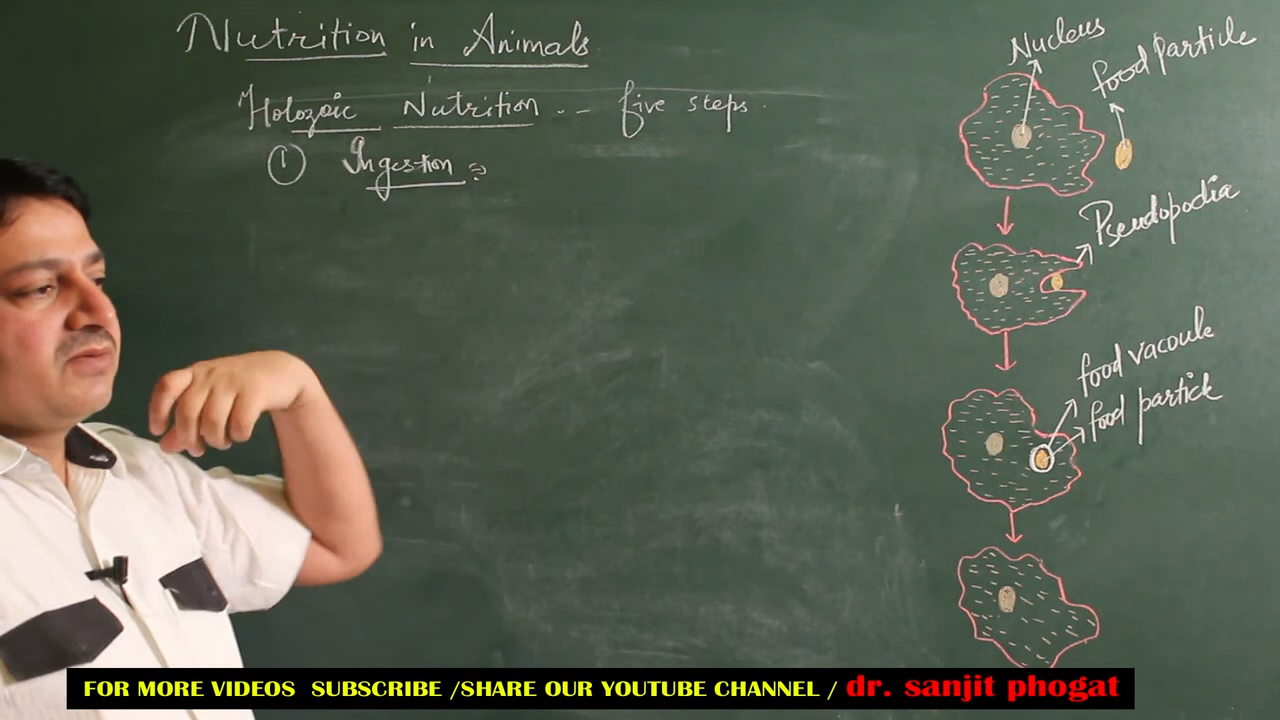 Nutrition in Animals
Holozoic Nutrition -- five steps.
① Ingestion ⇒
Nucleus
food particle
Pseudopodia
food vacoule
food particle
FOR MORE VIDEOS SUBSCRIBE /SHARE OUR YOUTUBE CHANNEL / dr. sanjit phogat